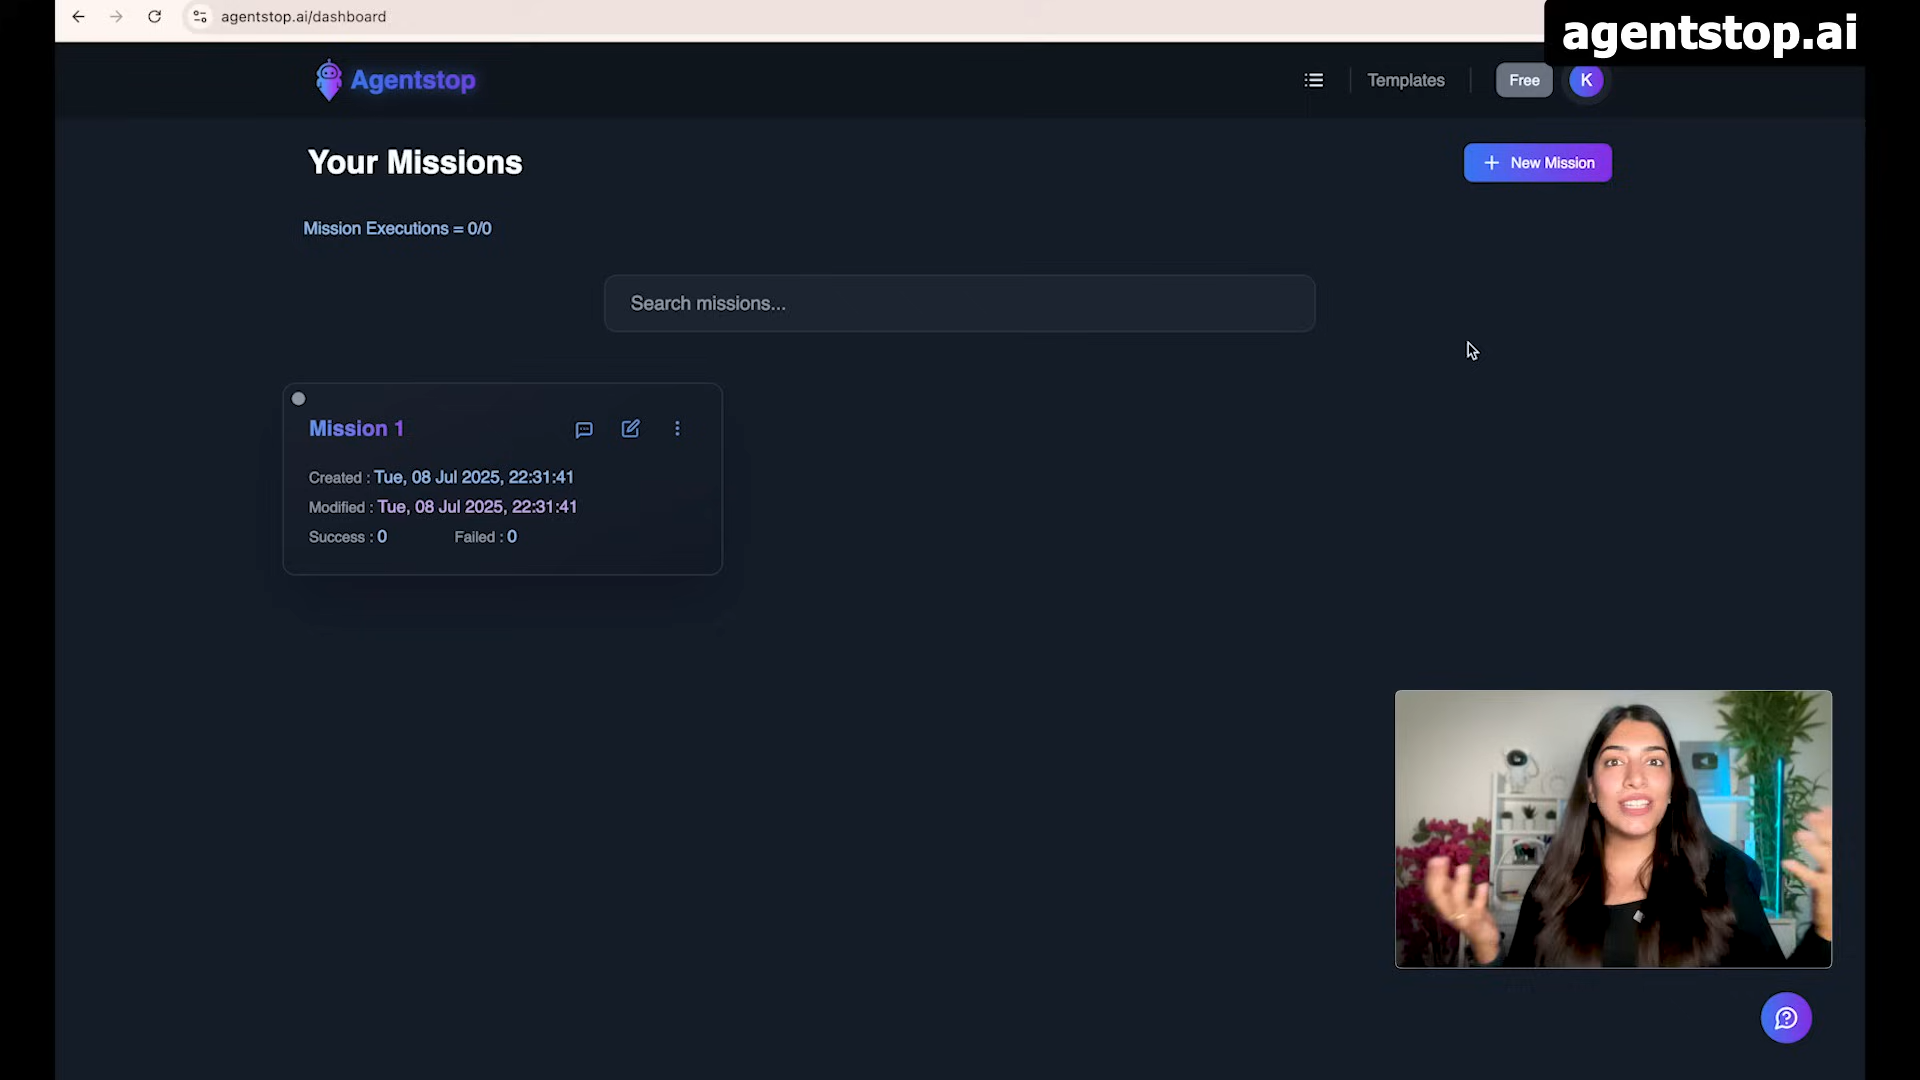 agentstop.ai/dashboard
agentstop.ai
Agentstop
Templates
Free
K
Your Missions
+ New Mission
Mission Executions = 0/0
Search missions...
Mission 1
Created : Tue, 08 Jul 2025, 22:31:41
Modified : Tue, 08 Jul 2025, 22:31:41
Success : 0 Failed : 0